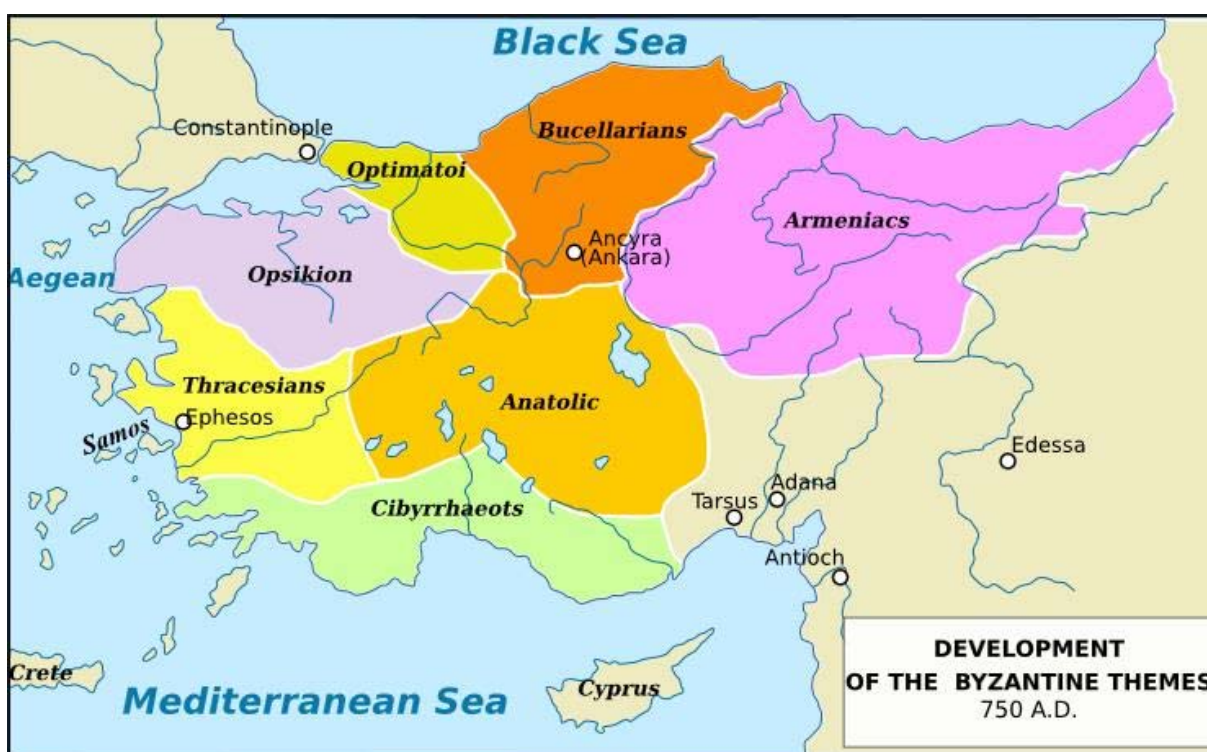 Black Sea
Constantinople
Bucellarians
Optimatoi
Armeniacs
Ancyra
(Ankara)
Aegean
Opsikion
Thracesians
Anatolic
Ephesos
Samos
Edessa
Adana
Tarsus
Cibyrrhaeots
Antioch
DEVELOPMENT
OF THE BYZANTINE THEMES
750 A.D.
Crete
Cyprus
Mediterranean Sea